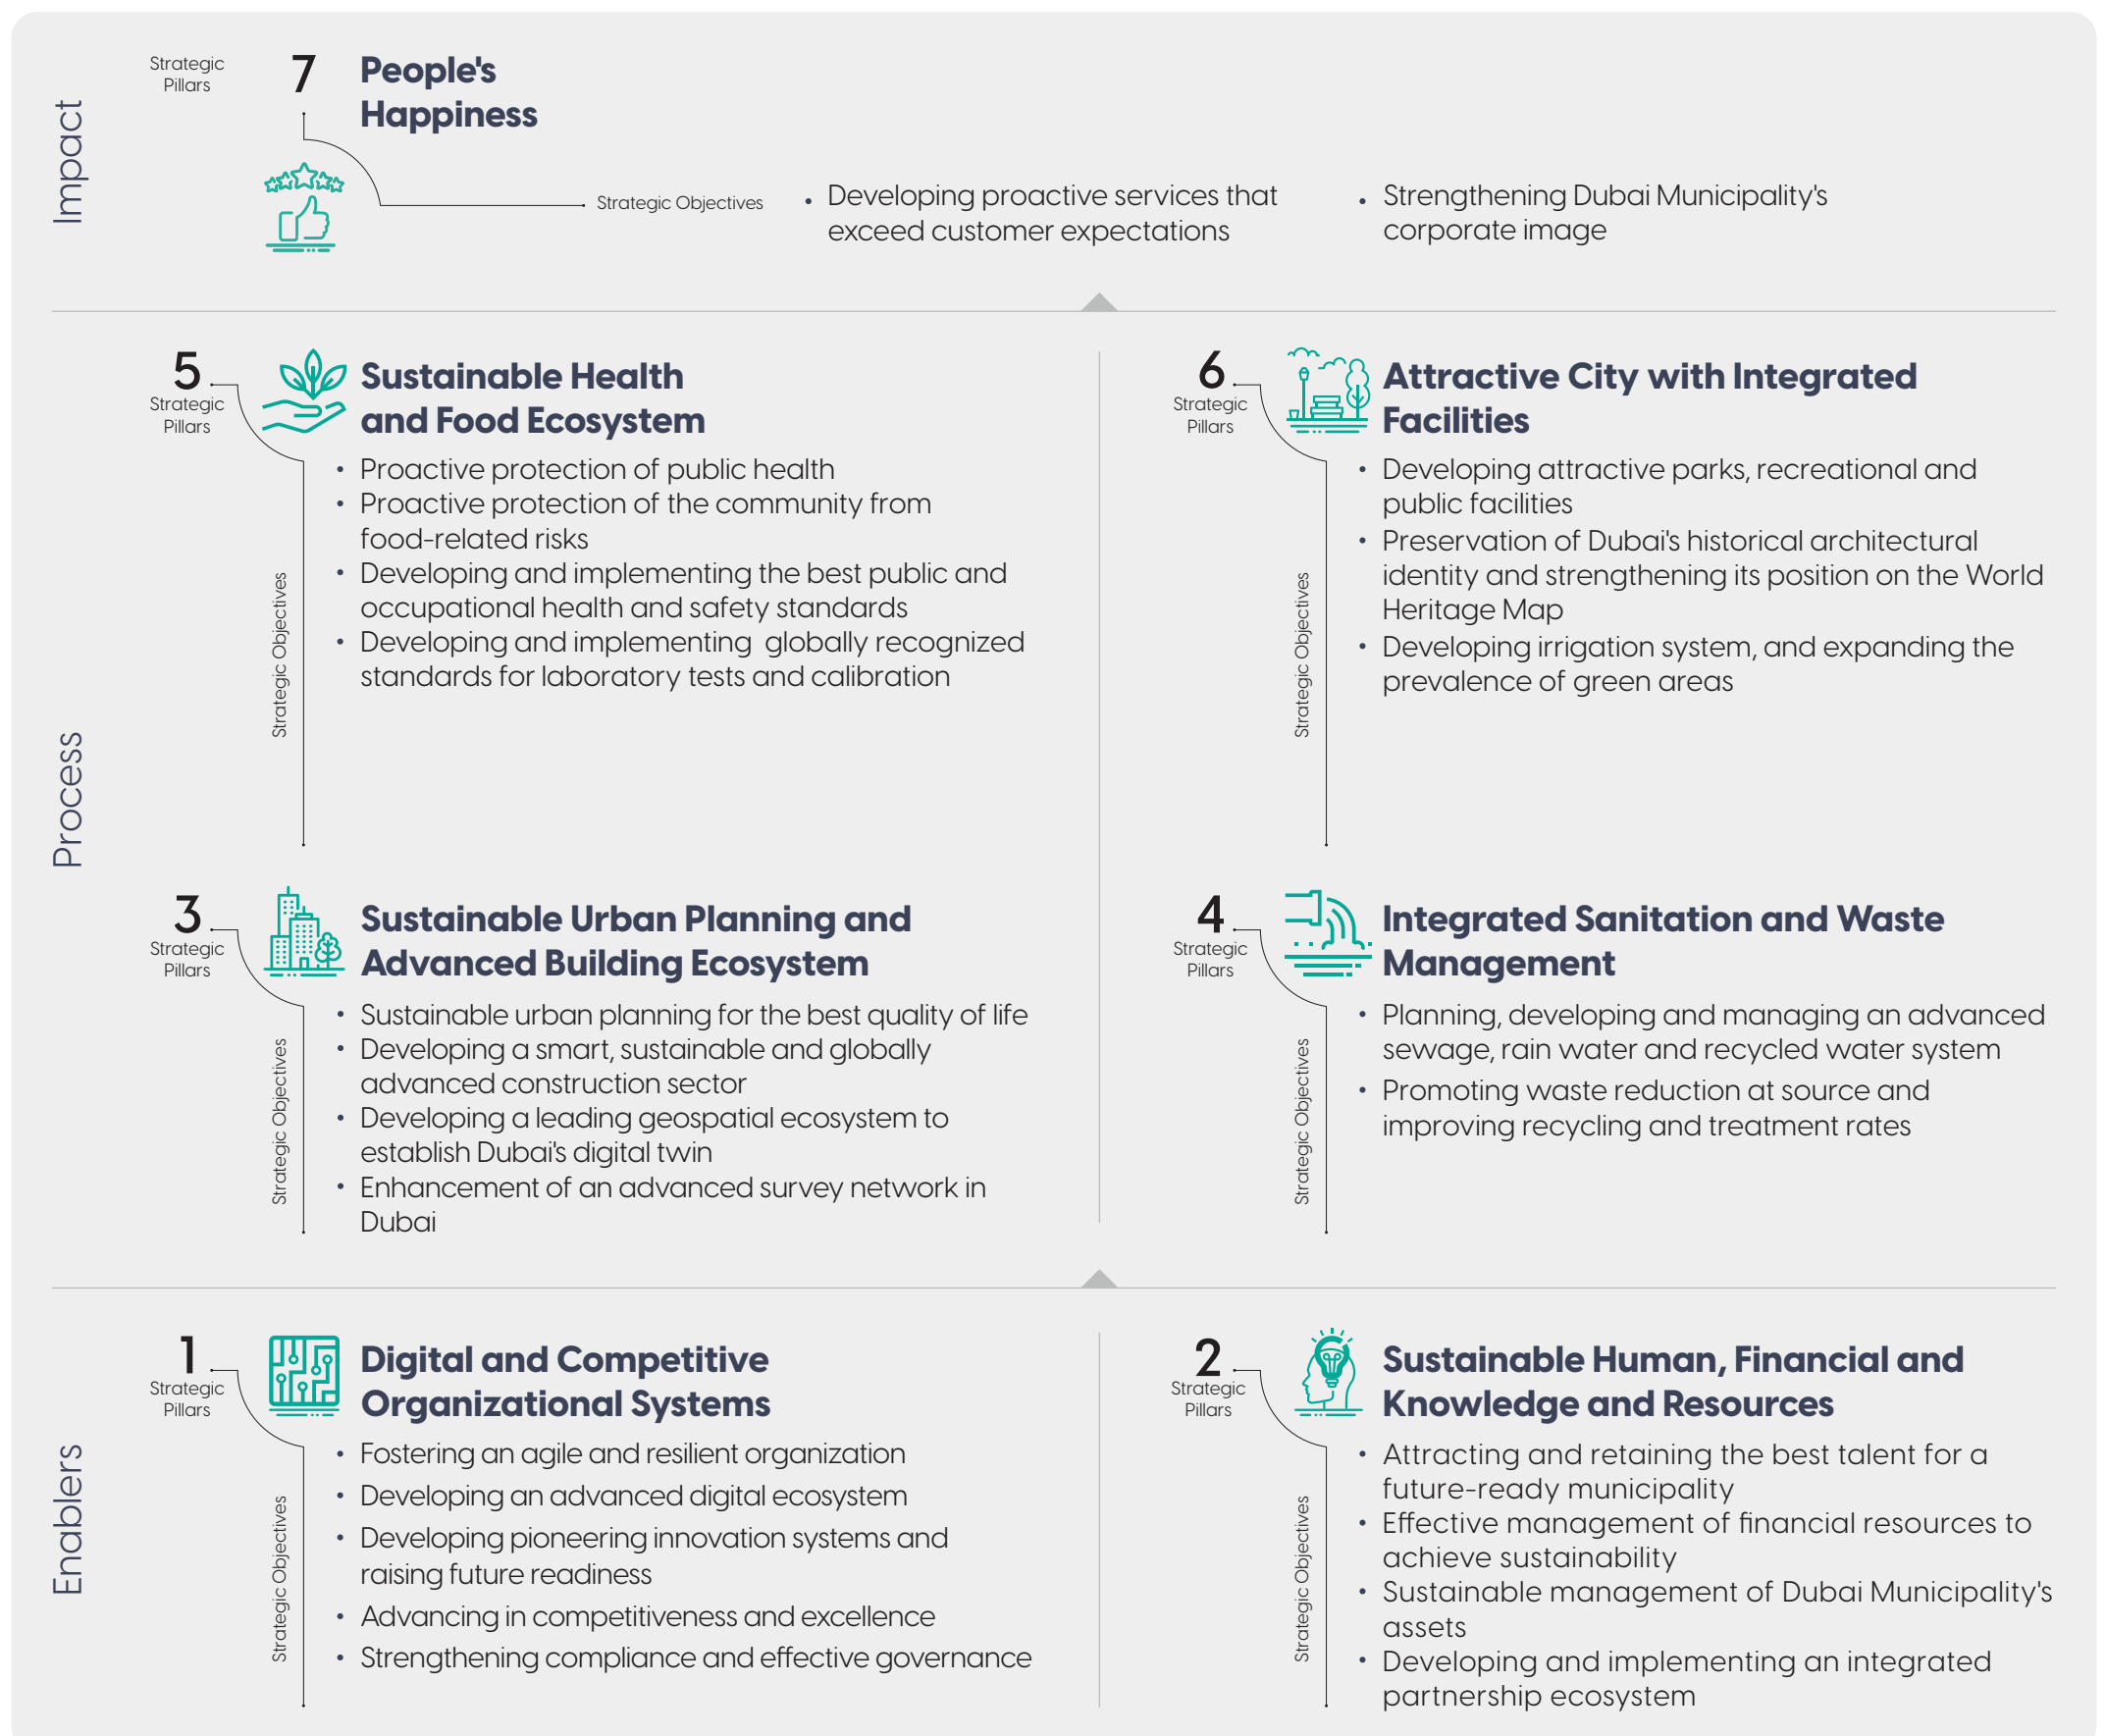 Impact
Strategic
Pillars
7
People's
Happiness
Strategic Objectives
• Developing proactive services that
exceed customer expectations
• Strengthening Dubai Municipality's
corporate image
Process
5
Strategic
Pillars
Sustainable Health
and Food Ecosystem
Strategic Objectives
• Proactive protection of public health
• Proactive protection of the community from
food-related risks
• Developing and implementing the best public and
occupational health and safety standards
• Developing and implementing globally recognized
standards for laboratory tests and calibration
6
Strategic
Pillars
Attractive City with Integrated
Facilities
Strategic Objectives
• Developing attractive parks, recreational and
public facilities
• Preservation of Dubai's historical architectural
identity and strengthening its position on the World
Heritage Map
• Developing irrigation system, and expanding the
prevalence of green areas
3
Strategic
Pillars
Sustainable Urban Planning and
Advanced Building Ecosystem
Strategic Objectives
• Sustainable urban planning for the best quality of life
• Developing a smart, sustainable and globally
advanced construction sector
• Developing a leading geospatial ecosystem to
establish Dubai's digital twin
• Enhancement of an advanced survey network in
Dubai
4
Strategic
Pillars
Integrated Sanitation and Waste
Management
Strategic Objectives
• Planning, developing and managing an advanced
sewage, rain water and recycled water system
• Promoting waste reduction at source and
improving recycling and treatment rates
Enablers
1
Strategic
Pillars
Digital and Competitive
Organizational Systems
Strategic Objectives
• Fostering an agile and resilient organization
• Developing an advanced digital ecosystem
• Developing pioneering innovation systems and
raising future readiness
• Advancing in competitiveness and excellence
• Strengthening compliance and effective governance
2
Strategic
Pillars
Sustainable Human, Financial and
Knowledge and Resources
Strategic Objectives
• Attracting and retaining the best talent for a
future-ready municipality
• Effective management of financial resources to
achieve sustainability
• Sustainable management of Dubai Municipality's
assets
• Developing and implementing an integrated
partnership ecosystem